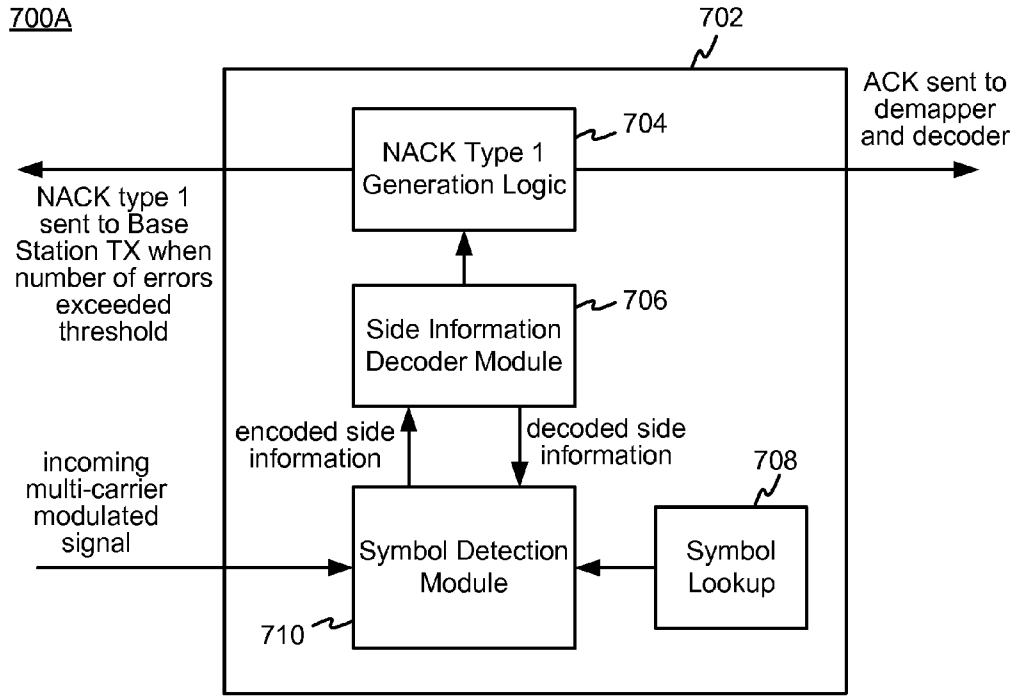 700A
702
ACK sent to
demapper
and decoder
704
NACK Type 1
Generation Logic
NACK type 1
sent to Base
Station TX when
number of errors
exceeded
threshold
706
Side Information
Decoder Module
encoded side
information
decoded side
information
incoming
multi-carrier
modulated
signal
708
Symbol Detection
Module
Symbol
Lookup
710